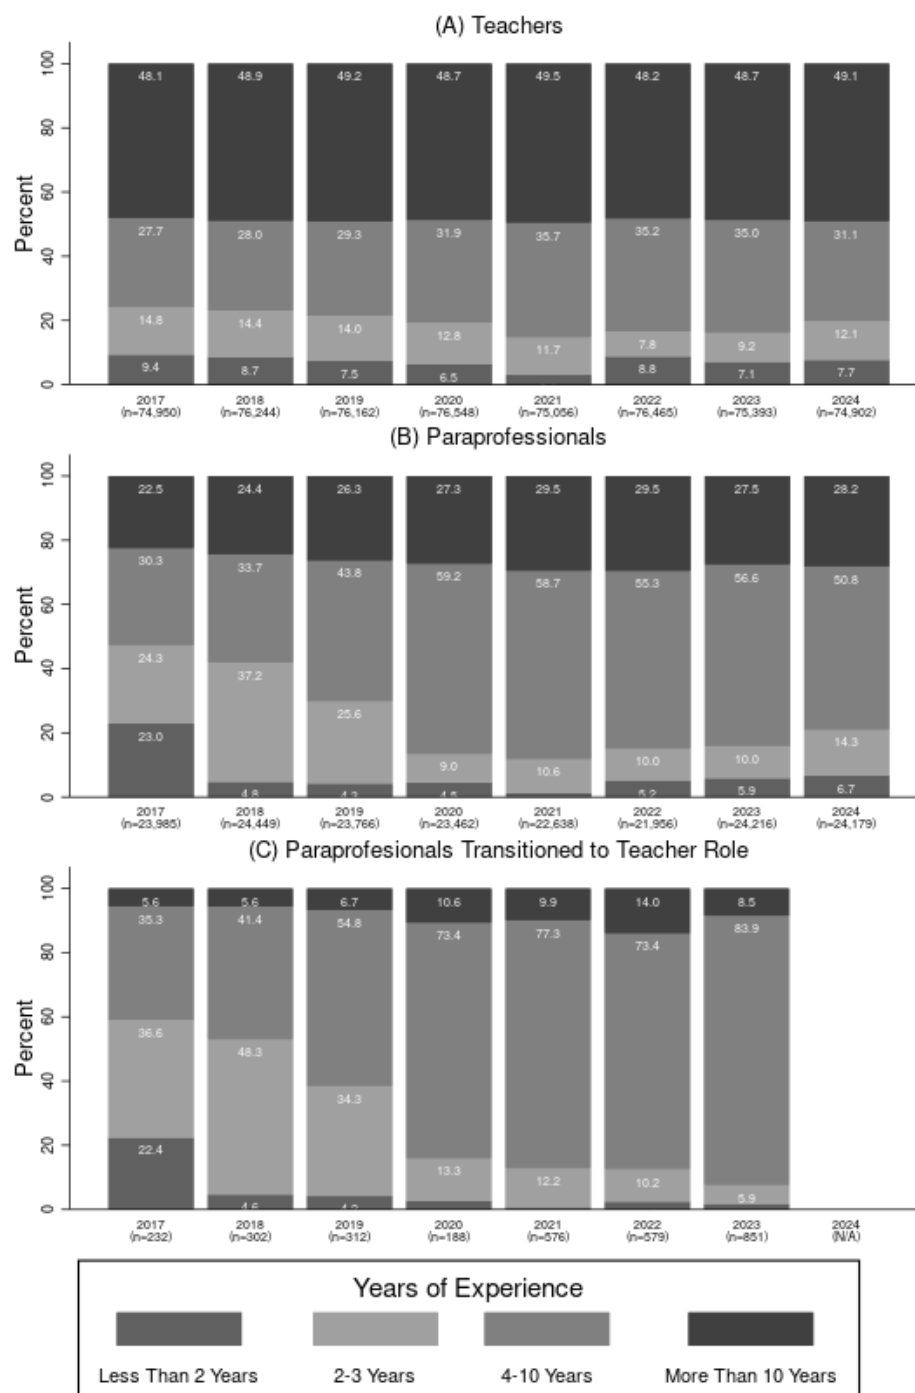 (A) Teachers
Percent
100
80
60
40
20
0
48.1 48.9 49.2 48.7 49.5 48.2 48.7 49.1
27.7 28.0 29.3 31.9 35.7 35.2 35.0 31.1
14.8 14.4 14.0 12.8 11.7 7.8 9.2 12.1
9.4 8.7 7.5 6.5 8.8 7.1 7.7
2017 2018 2019 2020 2021 2022 2023 2024
(n=74,950) (n=76,244) (n=76,162) (n=76,548) (n=75,056) (n=76,465) (n=75,393) (n=74,902)
(B) Paraprofessionals
Percent
100
80
60
40
20
0
22.5 24.4 26.3 27.3 29.5 29.5 27.5 28.2
30.3 33.7 43.8 59.2 58.7 55.3 56.6 50.8
24.3 37.2 25.6 9.0 10.6 10.0 10.0 14.3
23.0 4.8 4.5 5.2 5.9 6.7
2017 2018 2019 2020 2021 2022 2023 2024
(n=23,985) (n=24,449) (n=23,766) (n=23,462) (n=22,638) (n=21,956) (n=24,216) (n=24,179)
(C) Paraprofesionals Transitioned to Teacher Role
Percent
100
80
60
40
20
0
5.6 5.6 6.7 10.6 9.9 14.0 8.5
35.3 41.4 54.8 73.4 77.3 73.4 83.9
36.6 48.3 34.3 13.3 12.2 10.2 5.9
22.4 4.6
2017 2018 2019 2020 2021 2022 2023 2024
(n=232) (n=302) (n=312) (n=188) (n=576) (n=579) (n=851) (N/A)
Years of Experience
Less Than 2 Years 2-3 Years 4-10 Years More Than 10 Years